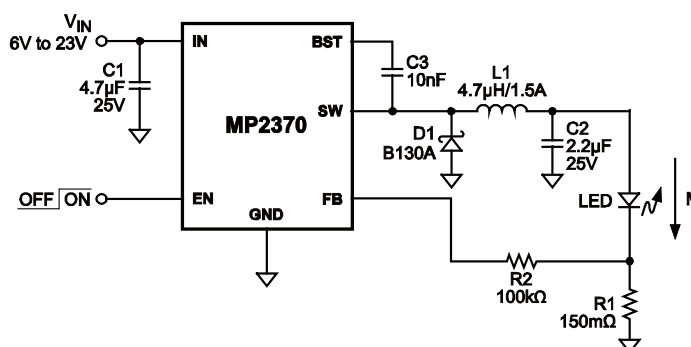 VIN
6V to 23V
C1
4.7µF
25V
OFF ON
IN
EN
MP2370
GND
BST
SW
FB
C3
10nF
L1
4.7µH/1.5A
D1
B130A
C2
2.2µF
25V
LED
R2
100kΩ
R1
150mΩ